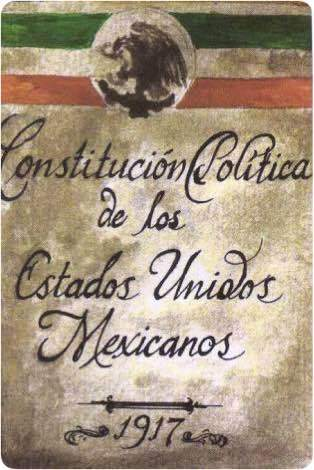 Constitución Política
de los
Estados Unidos
Mexicanos
1917